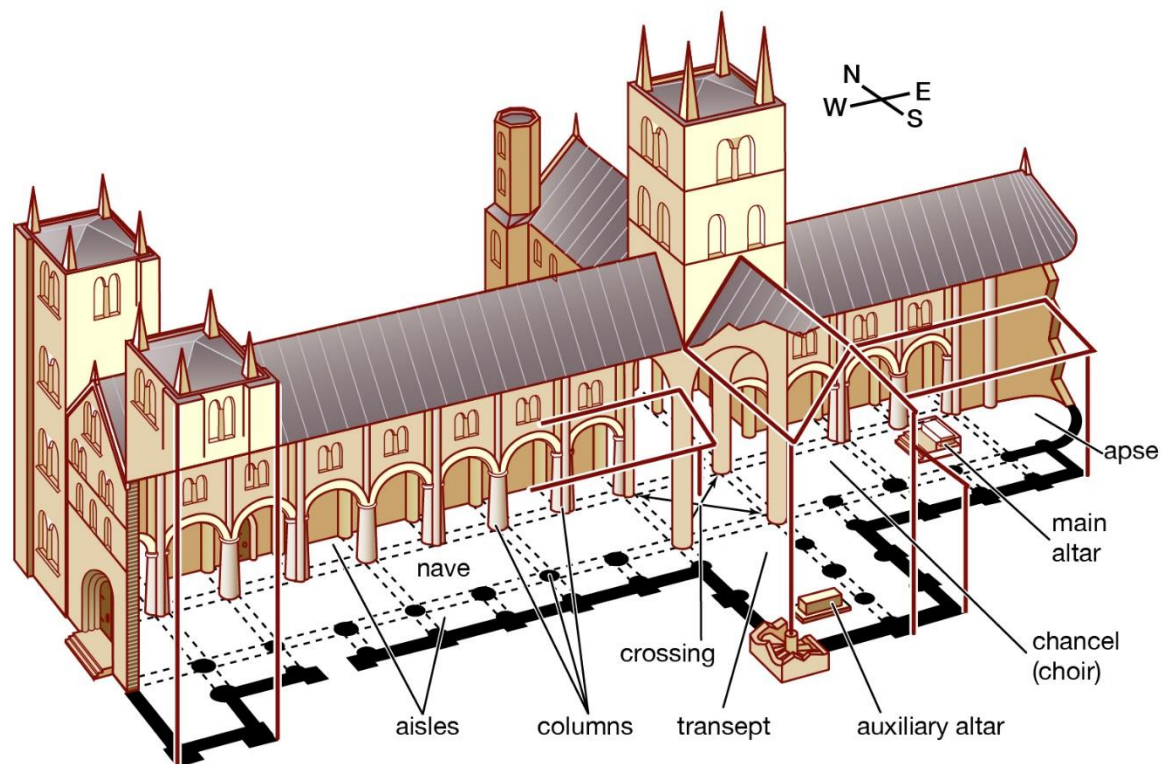 N
W E
S
apse
main
altar
nave
crossing
chancel
(choir)
aisles
columns
transept
auxiliary altar